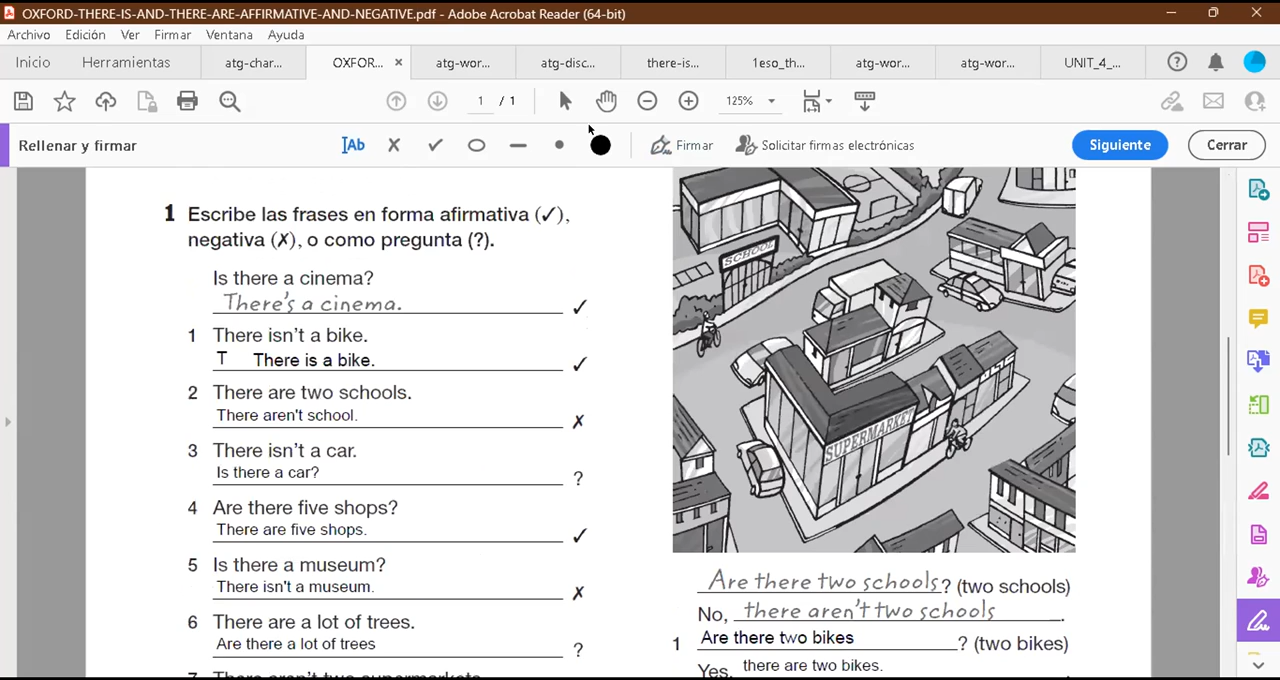 OXFORD-THERE-IS-AND-THERE-ARE-AFFIRMATIVE-AND-NEGATIVE.pdf - Adobe Acrobat Reader (64-bit)
Archivo Edición Ver Firmar Ventana Ayuda
Inicio Herramientas atg-char... OXFOR... × atg-wor... atg-disc... there-is... 1eso_th... atg-wor... atg-wor... UNIT_4_...
1 / 1 125%
Rellenar y firmar Ab Firmar Solicitar firmas electrónicas Siguiente Cerrar
1 Escribe las frases en forma afirmativa (✓),
negativa (✗), o como pregunta (?).
Is there a cinema?
There's a cinema. ✓
1 There isn't a bike.
T There is a bike. ✓
2 There are two schools.
There aren't school. ✗
3 There isn't a car.
Is there a car? ?
4 Are there five shops?
There are five shops. ✓
5 Is there a museum?
There isn't a museum. ✗
6 There are a lot of trees.
Are there a lot of trees ?
7 There aren't two supermarkets.
SCHOOL
SUPERMARKET
Are there two schools? (two schools)
No, there aren't two schools.
1 Are there two bikes ? (two bikes)
Yes, there are two bikes.